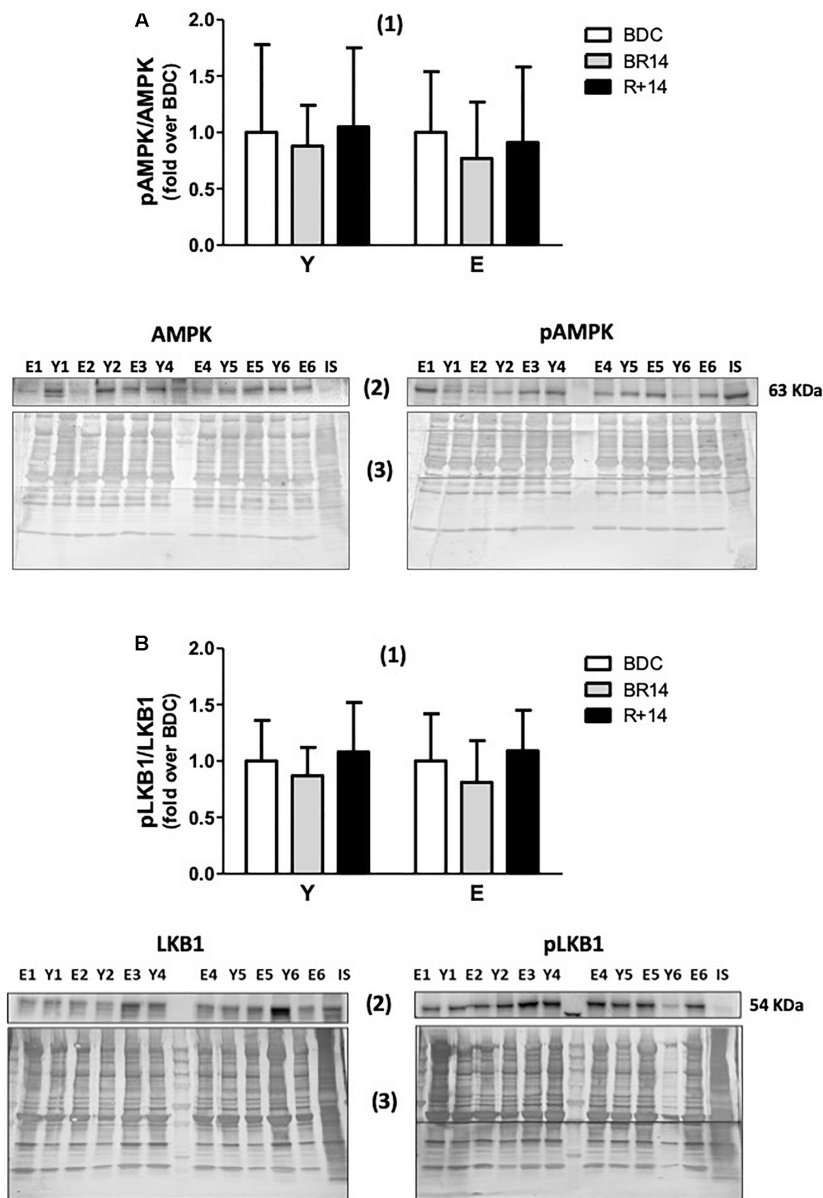 A
(1)
2.0
1.5
1.0
0.5
0.0
pAMPK/AMPK
(fold over BDC)
Y E
BDC
BR14
R+14
AMPK
E1 Y1 E2 Y2 E3 Y4 E4 Y5 E5 Y6 E6 IS
pAMPK
E1 Y1 E2 Y2 E3 Y4 E4 Y5 E5 Y6 E6 IS
(2)
63 KDa
(3)
B
(1)
2.0
1.5
1.0
0.5
0.0
pLKB1/LKB1
(fold over BDC)
Y E
BDC
BR14
R+14
LKB1
E1 Y1 E2 Y2 E3 Y4 E4 Y5 E5 Y6 E6 IS
pLKB1
E1 Y1 E2 Y2 E3 Y4 E4 Y5 E5 Y6 E6 IS
(2)
54 KDa
(3)